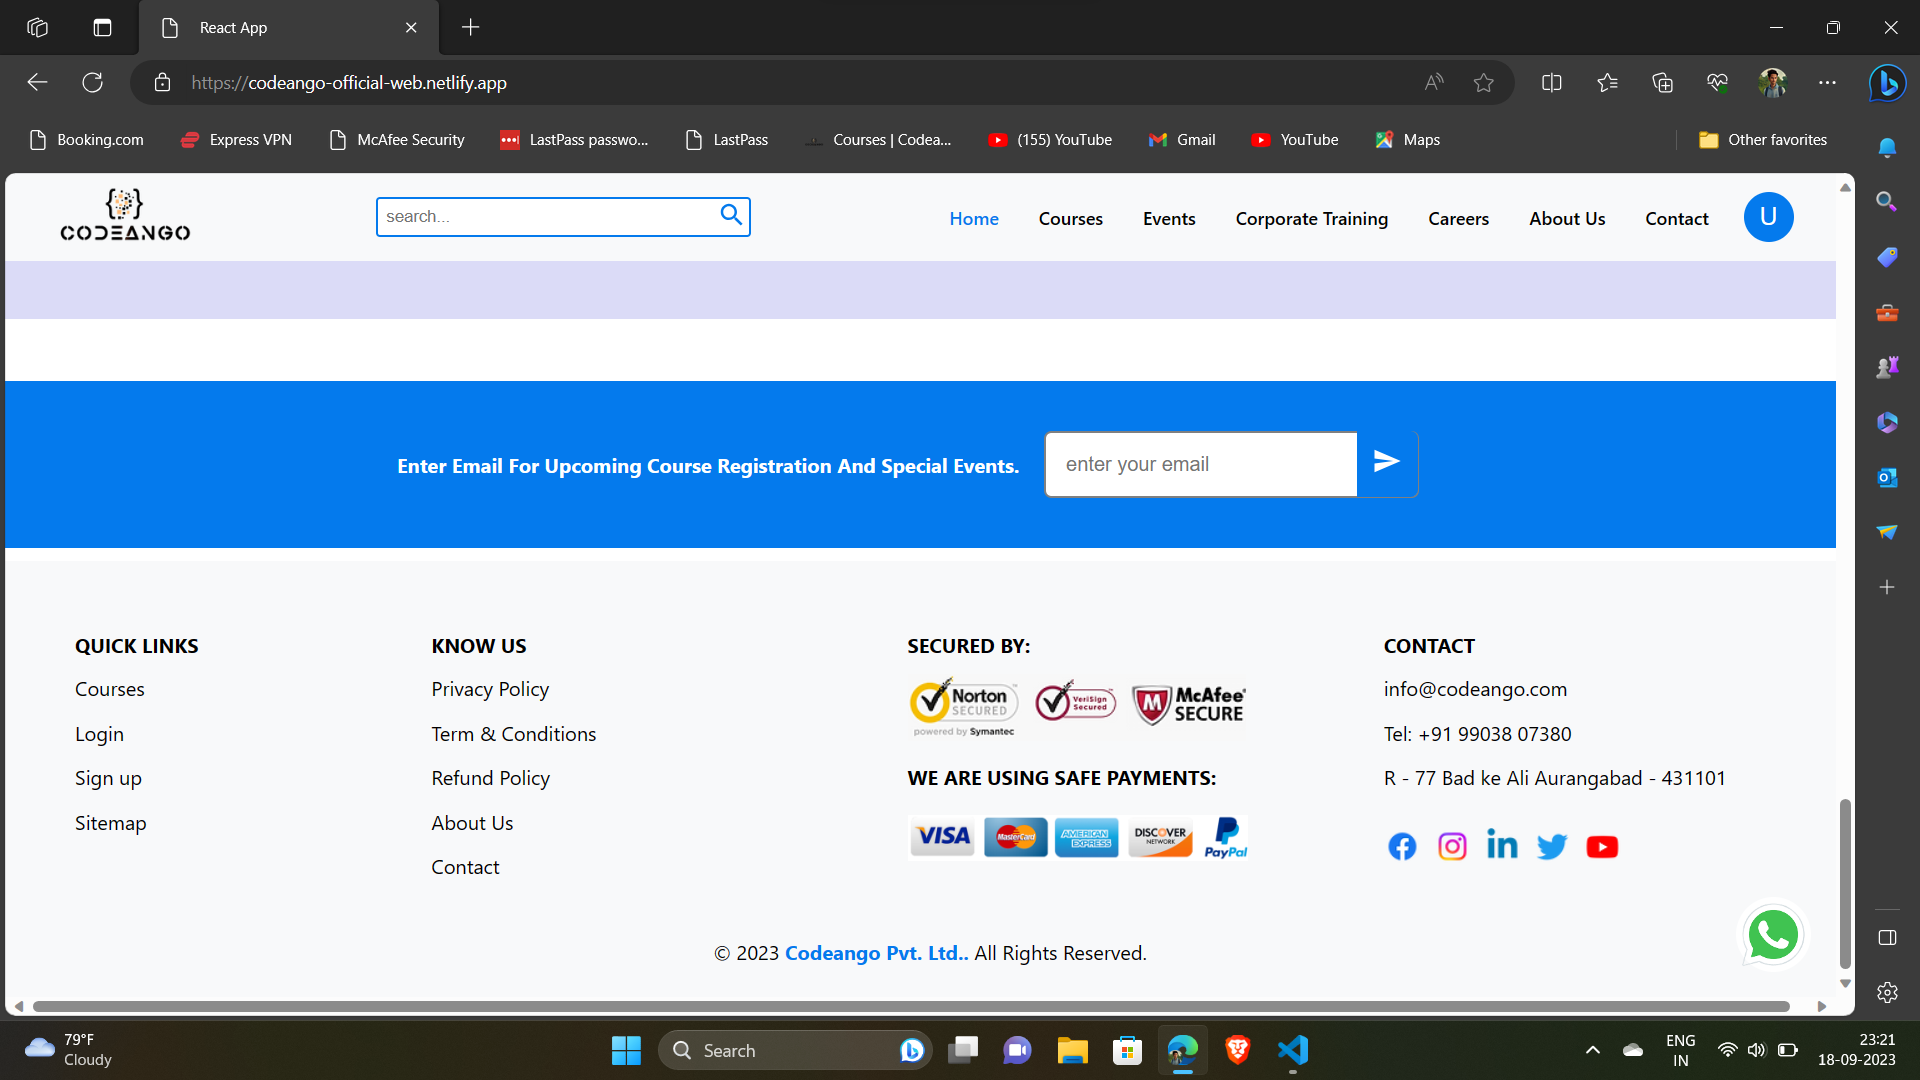 React App
https://codeango-official-web.netlify.app
Booking.com
Express VPN
McAfee Security
LastPass passwo...
LastPass
Courses | Codea...
(155) YouTube
Gmail
YouTube
Maps
Other favorites
CODEANGO
search...
Home
Courses
Events
Corporate Training
Careers
About Us
Contact
U
Enter Email For Upcoming Course Registration And Special Events.
enter your email
QUICK LINKS
Courses
Login
Sign up
Sitemap
KNOW US
Privacy Policy
Term & Conditions
Refund Policy
About Us
Contact
SECURED BY:
Norton
SECURED
powered by Symantec
VeriSign
Secured
McAfee
SECURE
WE ARE USING SAFE PAYMENTS:
VISA
MasterCard
AMERICAN
EXPRESS
DISCOVER
NETWORK
PayPal
CONTACT
info@codeango.com
Tel: +91 99038 07380
R - 77 Bad ke Ali Aurangabad - 431101
© 2023 Codeango Pvt. Ltd.. All Rights Reserved.
79°F
Cloudy
Search
ENG
IN
23:21
18-09-2023